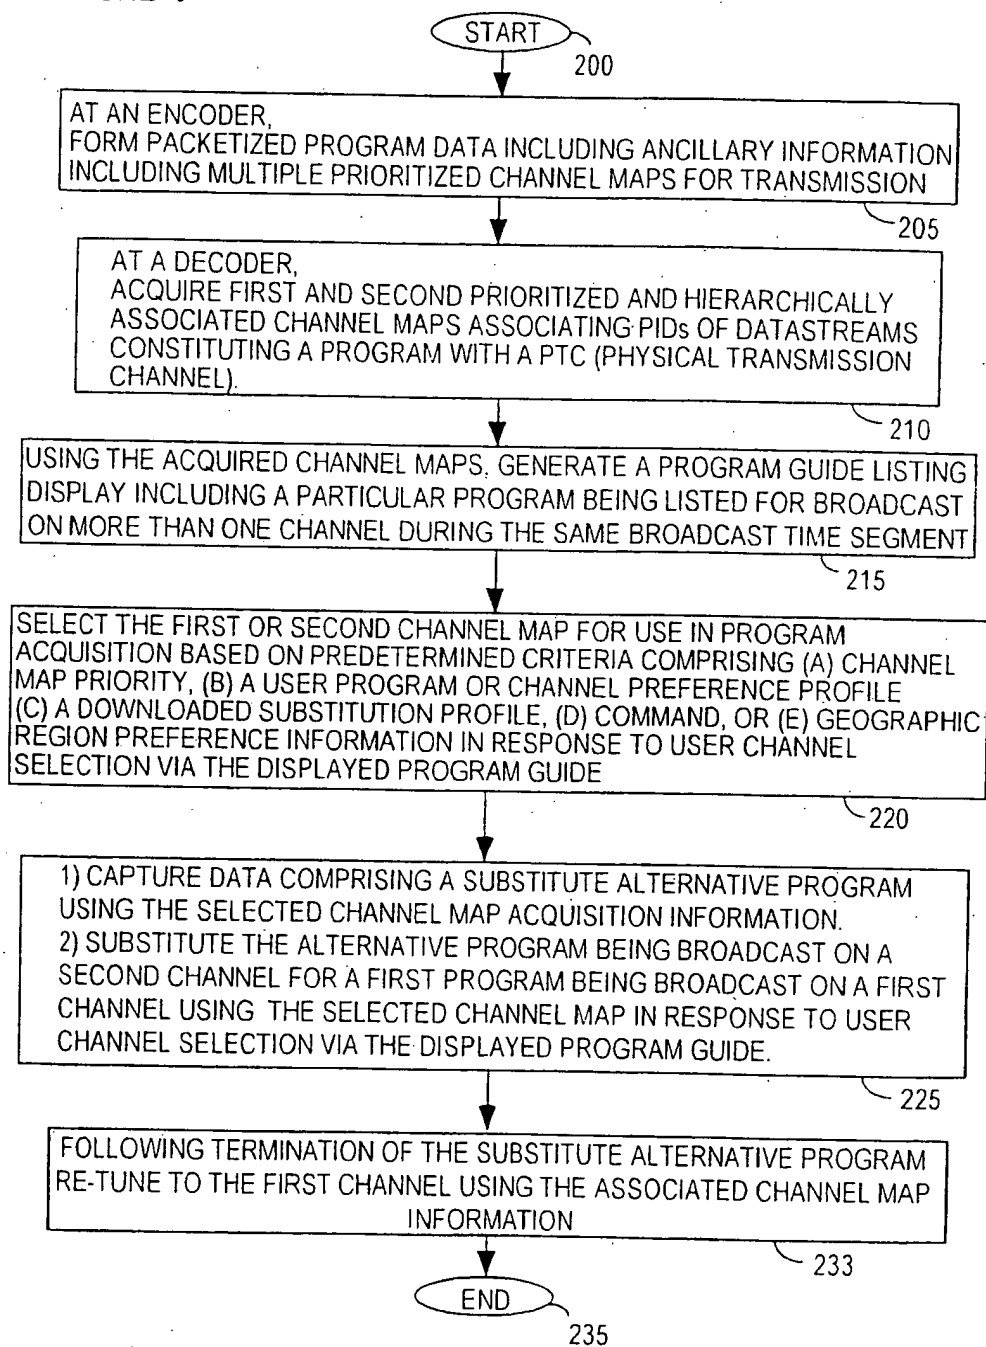 START
200
AT AN ENCODER,
FORM PACKETIZED PROGRAM DATA INCLUDING ANCILLARY INFORMATION
INCLUDING MULTIPLE PRIORITIZED CHANNEL MAPS FOR TRANSMISSION
205
AT A DECODER,
ACQUIRE FIRST AND SECOND PRIORITIZED AND HIERARCHICALLY
ASSOCIATED CHANNEL MAPS ASSOCIATING PIDs OF DATASTREAMS
CONSTITUTING A PROGRAM WITH A PTC (PHYSICAL TRANSMISSION
CHANNEL).
210
USING THE ACQUIRED CHANNEL MAPS, GENERATE A PROGRAM GUIDE LISTING
DISPLAY INCLUDING A PARTICULAR PROGRAM BEING LISTED FOR BROADCAST
ON MORE THAN ONE CHANNEL DURING THE SAME BROADCAST TIME SEGMENT
215
SELECT THE FIRST OR SECOND CHANNEL MAP FOR USE IN PROGRAM
ACQUISITION BASED ON PREDETERMINED CRITERIA COMPRISING (A) CHANNEL
MAP PRIORITY, (B) A USER PROGRAM OR CHANNEL PREFERENCE PROFILE
(C) A DOWNLOADED SUBSTITUTION PROFILE, (D) COMMAND, OR (E) GEOGRAPHIC
REGION PREFERENCE INFORMATION IN RESPONSE TO USER CHANNEL
SELECTION VIA THE DISPLAYED PROGRAM GUIDE
220
1) CAPTURE DATA COMPRISING A SUBSTITUTE ALTERNATIVE PROGRAM
USING THE SELECTED CHANNEL MAP ACQUISITION INFORMATION.
2) SUBSTITUTE THE ALTERNATIVE PROGRAM BEING BROADCAST ON A
SECOND CHANNEL FOR A FIRST PROGRAM BEING BROADCAST ON A FIRST
CHANNEL USING THE SELECTED CHANNEL MAP IN RESPONSE TO USER
CHANNEL SELECTION VIA THE DISPLAYED PROGRAM GUIDE.
225
FOLLOWING TERMINATION OF THE SUBSTITUTE ALTERNATIVE PROGRAM
RE-TUNE TO THE FIRST CHANNEL USING THE ASSOCIATED CHANNEL MAP
INFORMATION
233
END
235